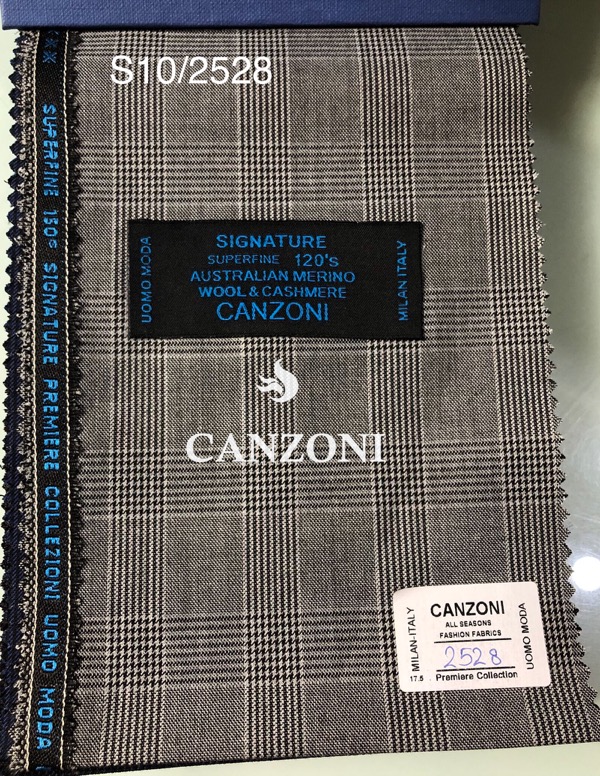 S10/2528
*** SUPERFINE 150s SIGNATURE PREMIERE COLLEZIONI UOMO MODA
UOMO MODA
SIGNATURE
SUPERFINE 120's
AUSTRALIAN MERINO
WOOL & CASHMERE
CANZONI
MILAN ITALY
CANZONI
MILAN-ITALY
CANZONI
ALL SEASONS
FASHION FABRICS
2528
17.5 Premiere Collection
UOMO MODA